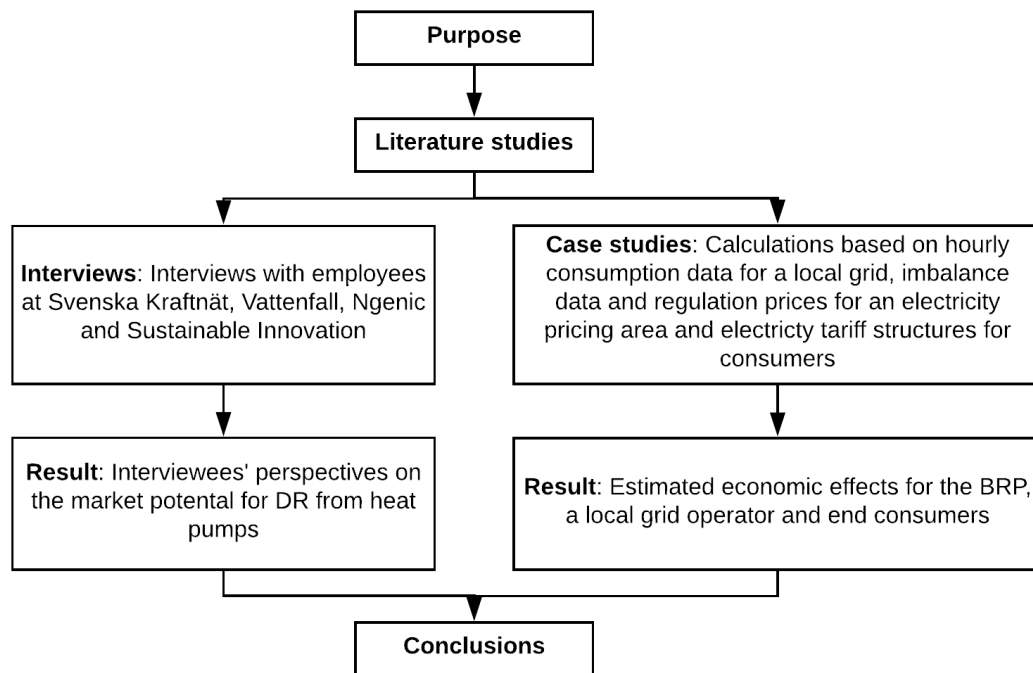 Purpose
Literature studies
Interviews: Interviews with employees
at Svenska Kraftnät, Vattenfall, Ngenic
and Sustainable Innovation
Case studies: Calculations based on hourly
consumption data for a local grid, imbalance
data and regulation prices for an electricity
pricing area and electricty tariff structures for
consumers
Result: Interviewees' perspectives on
the market potental for DR from heat
pumps
Result: Estimated economic effects for the BRP,
a local grid operator and end consumers
Conclusions